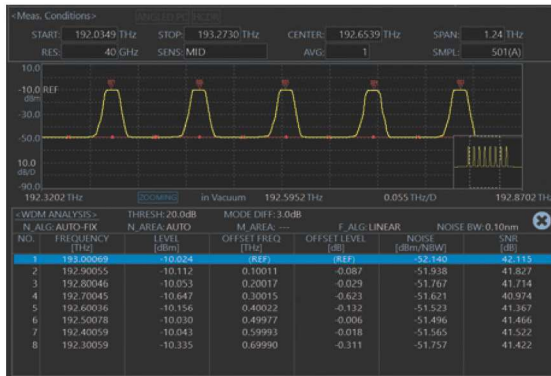 <Meas. Conditions>
START: 192.0349 THz STOP: 193.2730 THz CENTER: 192.6539 THz SPAN: 1.24 THz
RES: 40 GHz SENS: MID AVG: 1 SMPL: 501(A)
10.0
-10.0 REF
dBm
-30.0
-50.0
10.0
dB/D
-90.0
192.3202 THz ZOOMING in Vacuum 192.5952 THz 0.055 THz/D 192.8702 THz
<WDM ANALYSIS> THRESH:20.0dB MODE DIFF:3.0dB
N_ALG:AUTO-FIX N_AREA:AUTO M_AREA: --- F_ALG:LINEAR NOISE BW:0.10nm
NO. FREQUENCY LEVEL OFFSET FREQ OFFSET LEVEL NOISE SNR
[THz] [dBm] [THz] [dB] [dBm/NBW] [dB]
1 193.00069 -10.024 (REF) (REF) -52.140 42.115
2 192.90055 -10.112 0.10011 -0.087 -51.938 41.827
3 192.80046 -10.053 0.20017 -0.029 -51.767 41.714
4 192.70045 -10.647 0.30015 -0.623 -51.621 40.974
5 192.60036 -10.156 0.40022 -0.132 -51.523 41.367
6 192.50078 -10.030 0.49977 -0.006 -51.496 41.466
7 192.40059 -10.043 0.59993 -0.018 -51.565 41.522
8 192.30059 -10.335 0.69990 -0.311 -51.757 41.422